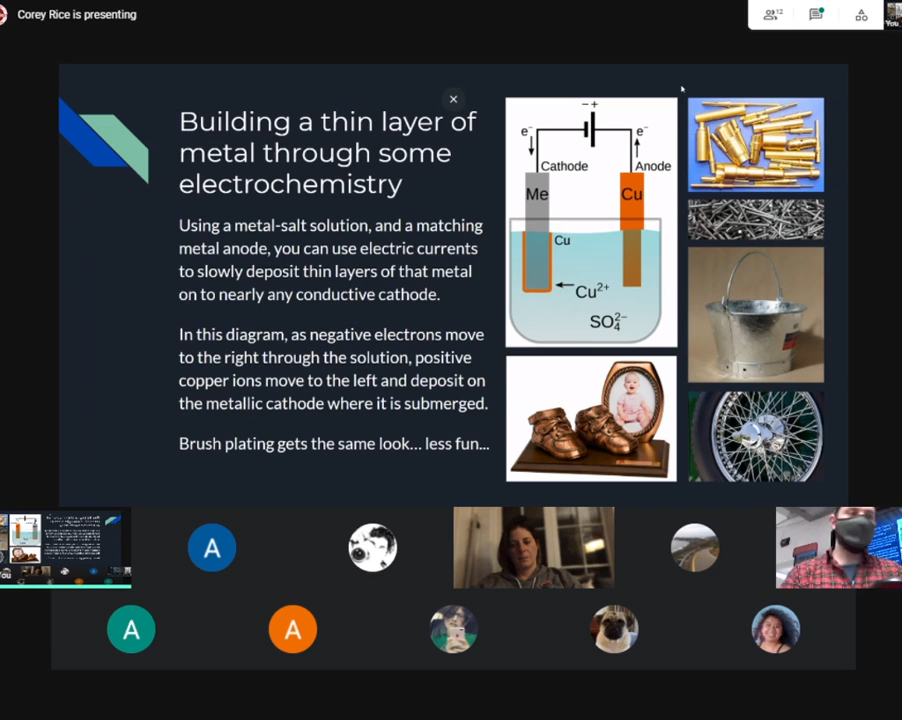 Corey Rice is presenting
12
You
Building a thin layer of
metal through some
electrochemistry
Using a metal-salt solution, and a matching
metal anode, you can use electric currents
to slowly deposit thin layers of that metal
on to nearly any conductive cathode.
In this diagram, as negative electrons move
to the right through the solution, positive
copper ions move to the left and deposit on
the metallic cathode where it is submerged.
Brush plating gets the same look... less fun...
− +
e⁻ e⁻
Cathode Anode
Me Cu
Cu
Cu²⁺
SO₄²⁻
You
A
A
A